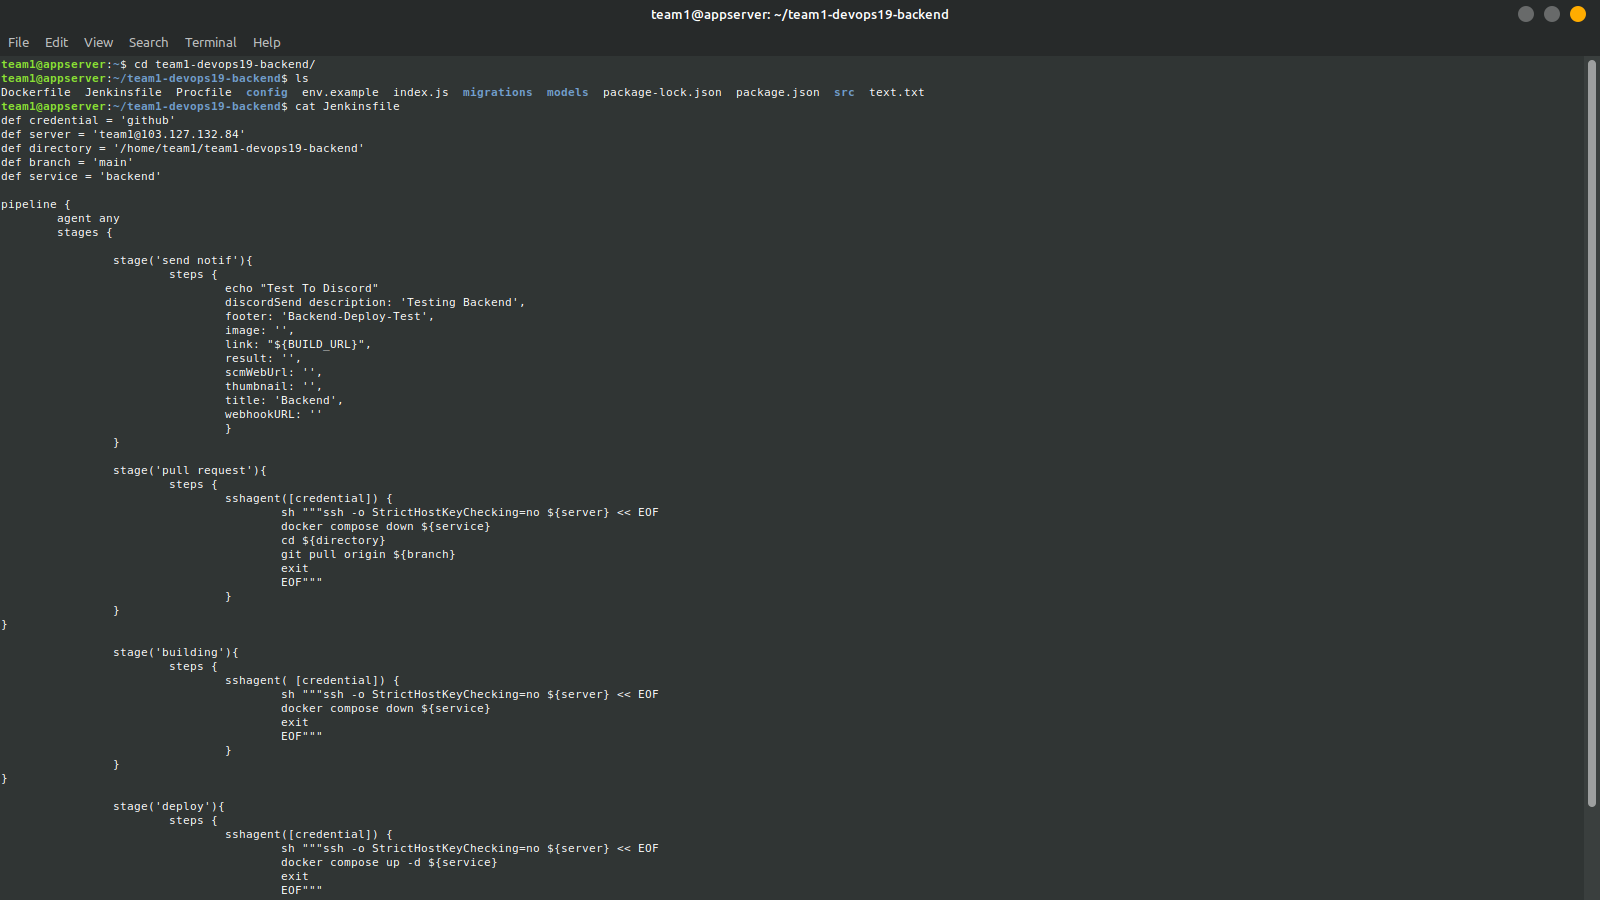 team1@appserver: ~/team1-devops19-backend
File Edit View Search Terminal Help
team1@appserver:~$ cd team1-devops19-backend/
team1@appserver:~/team1-devops19-backend$ ls
Dockerfile Jenkinsfile Procfile config env.example index.js migrations models package-lock.json package.json src text.txt
team1@appserver:~/team1-devops19-backend$ cat Jenkinsfile
def credential = 'github'
def server = 'team1@103.127.132.84'
def directory = '/home/team1/team1-devops19-backend'
def branch = 'main'
def service = 'backend'
pipeline {
agent any
stages {
stage('send notif'){
steps {
echo "Test To Discord"
discordSend description: 'Testing Backend',
footer: 'Backend-Deploy-Test',
image: '',
link: "${BUILD_URL}",
result: '',
scmWebUrl: '',
thumbnail: '',
title: 'Backend',
webhookURL: ''
}
}
stage('pull request'){
steps {
sshagent([credential]) {
sh """ssh -o StrictHostKeyChecking=no ${server} << EOF
docker compose down ${service}
cd ${directory}
git pull origin ${branch}
exit
EOF"""
}
}
}
stage('building'){
steps {
sshagent( [credential]) {
sh """ssh -o StrictHostKeyChecking=no ${server} << EOF
docker compose down ${service}
exit
EOF"""
}
}
}
stage('deploy'){
steps {
sshagent([credential]) {
sh """ssh -o StrictHostKeyChecking=no ${server} << EOF
docker compose up -d ${service}
exit
EOF"""